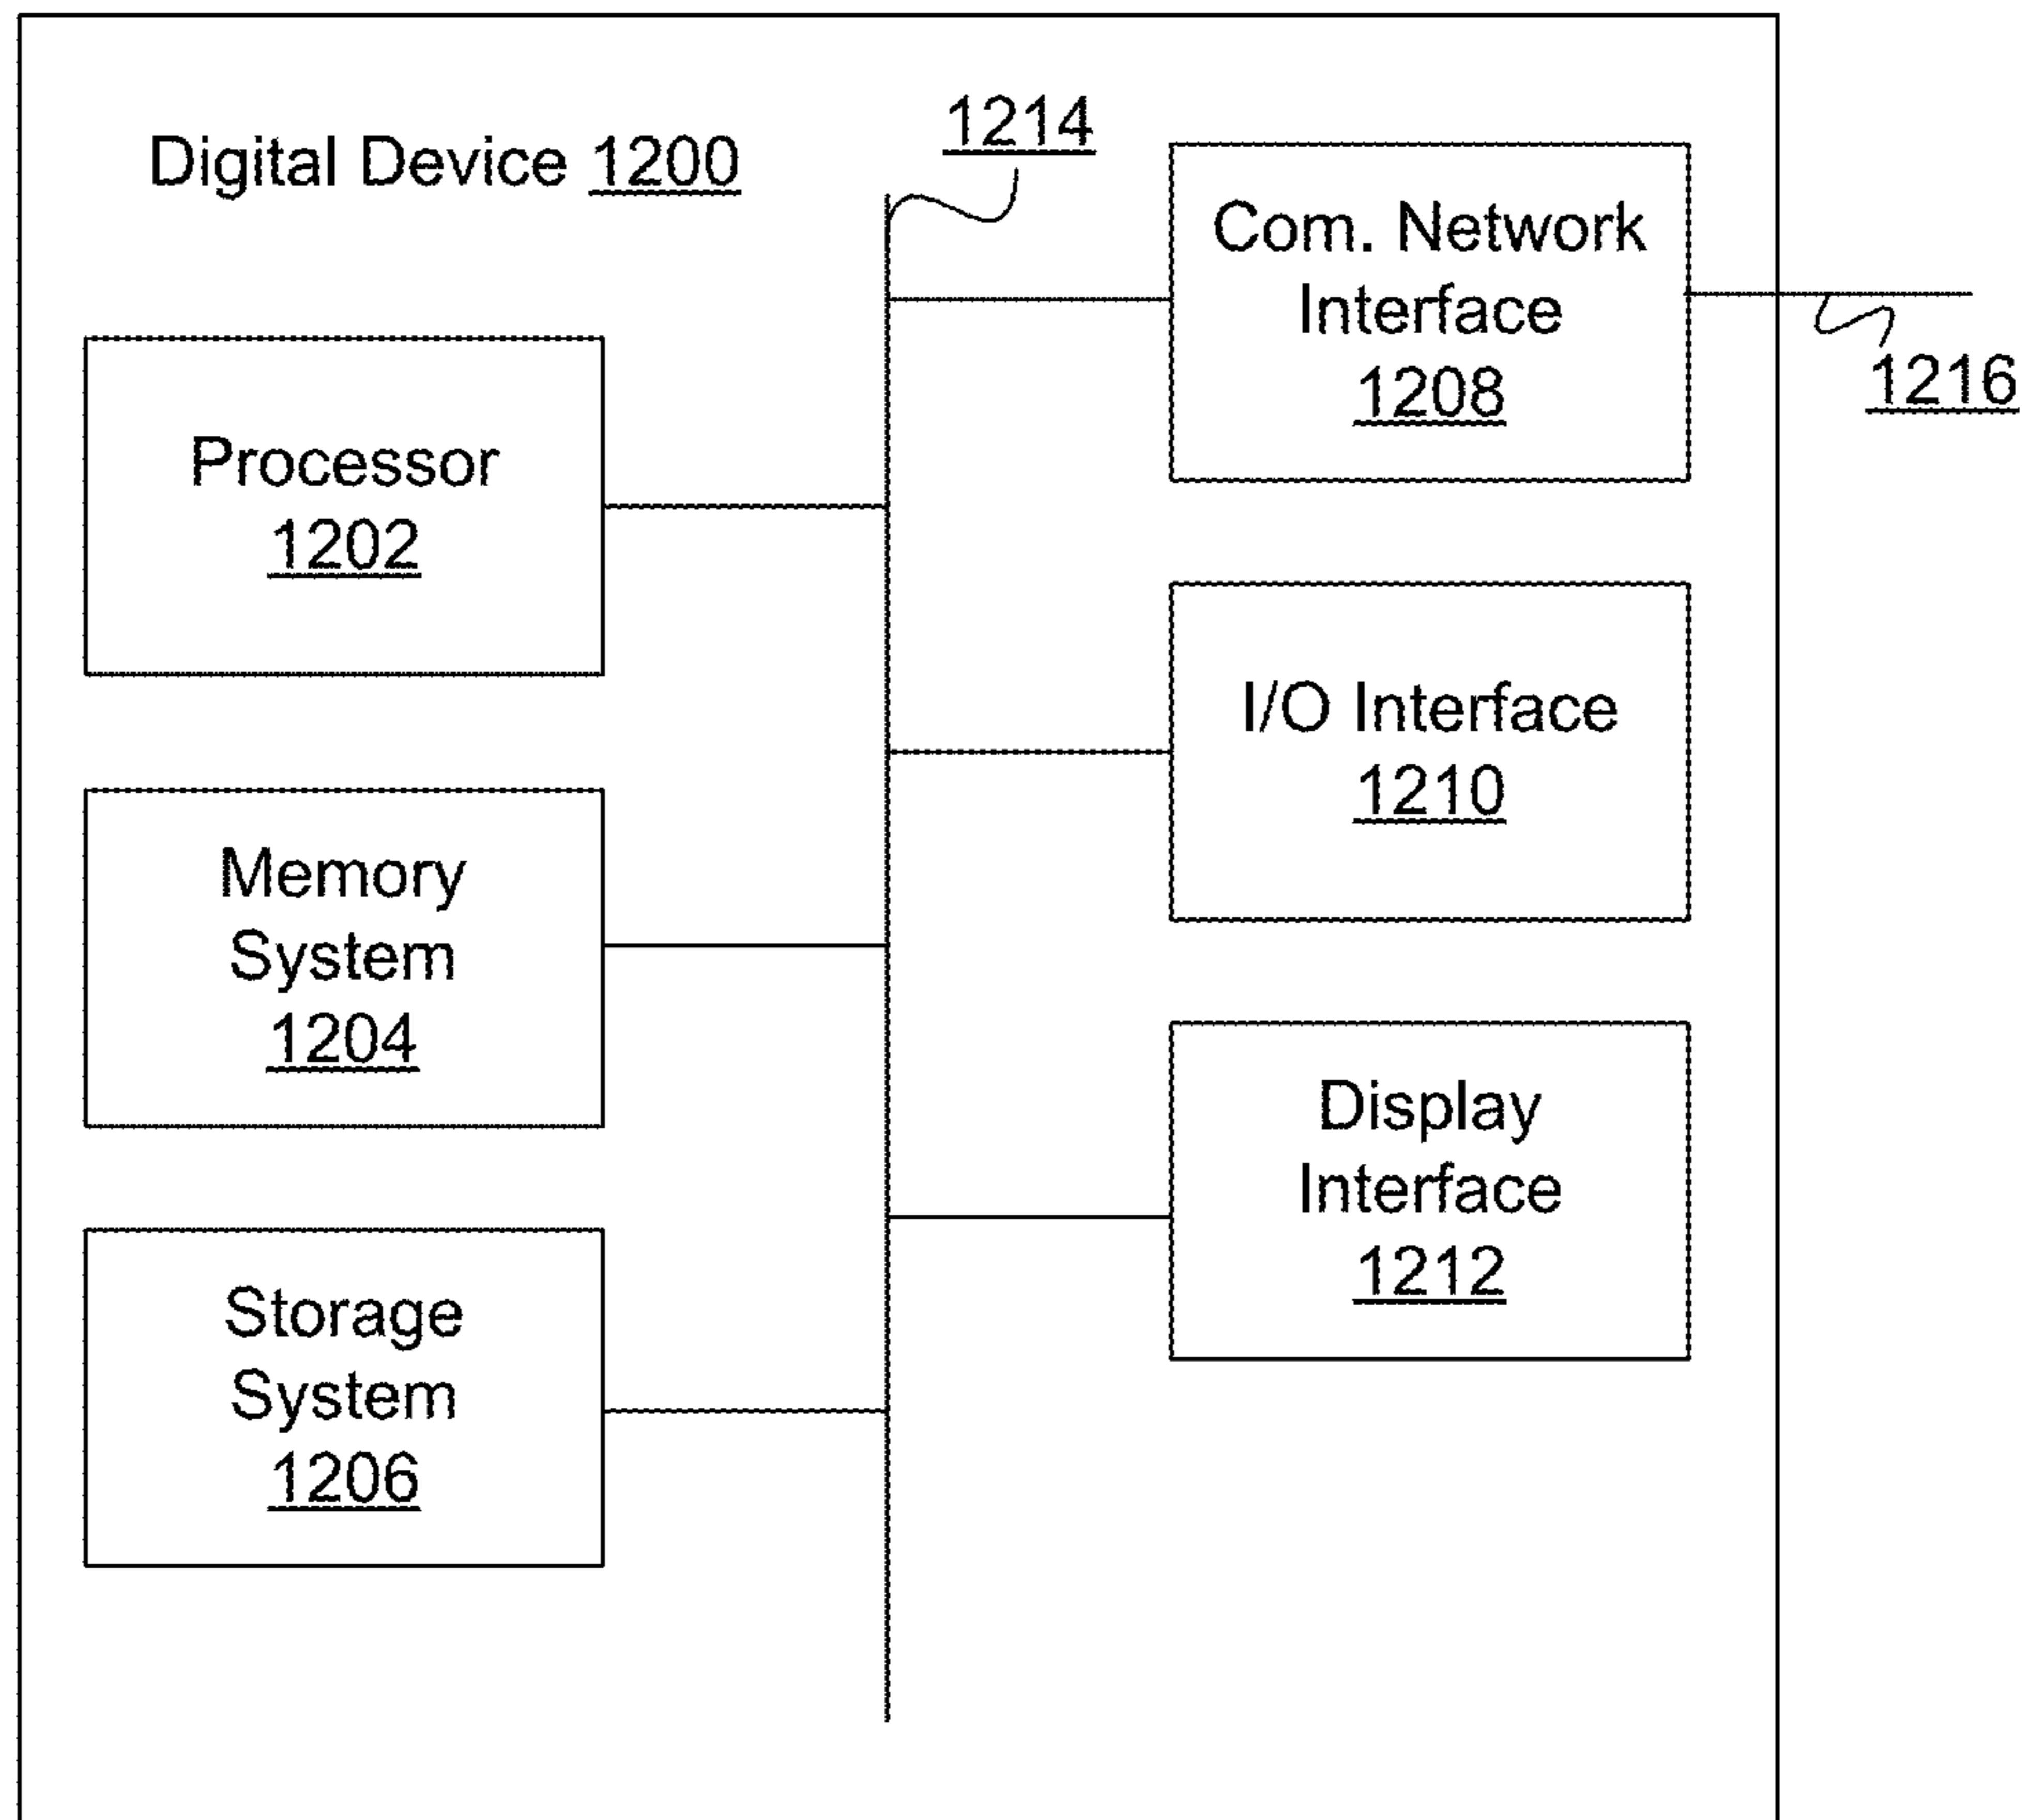 Digital Device 1200
1214
Com. Network
Interface
1208
1216
Processor
1202
I/O Interface
1210
Memory
System
1204
Display
Interface
1212
Storage
System
1206